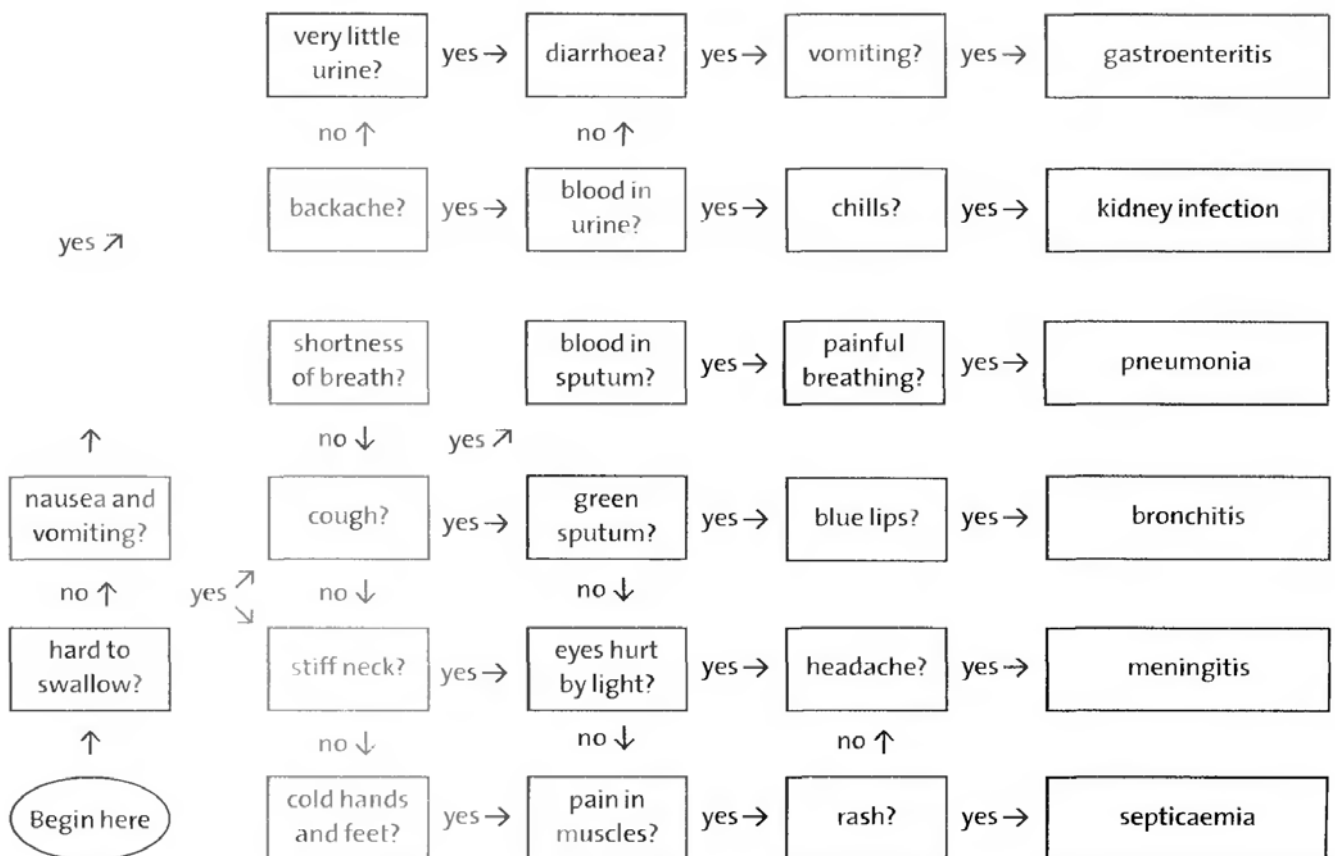 very little
urine?
yes →
diarrhoea?
yes →
vomiting?
yes →
gastroenteritis
no ↑
no ↑
backache?
yes →
blood in
urine?
yes →
chills?
yes →
kidney infection
yes ↗
shortness
of breath?
blood in
sputum?
yes →
painful
breathing?
yes →
pneumonia
↑
no ↓
yes ↗
nausea and
vomiting?
cough?
yes →
green
sputum?
yes →
blue lips?
yes →
bronchitis
no ↑
yes ↗
↘
no ↓
no ↓
hard to
swallow?
stiff neck?
yes →
eyes hurt
by light?
yes →
headache?
yes →
meningitis
↑
no ↓
no ↓
no ↑
Begin here
cold hands
and feet?
yes →
pain in
muscles?
yes →
rash?
yes →
septicaemia